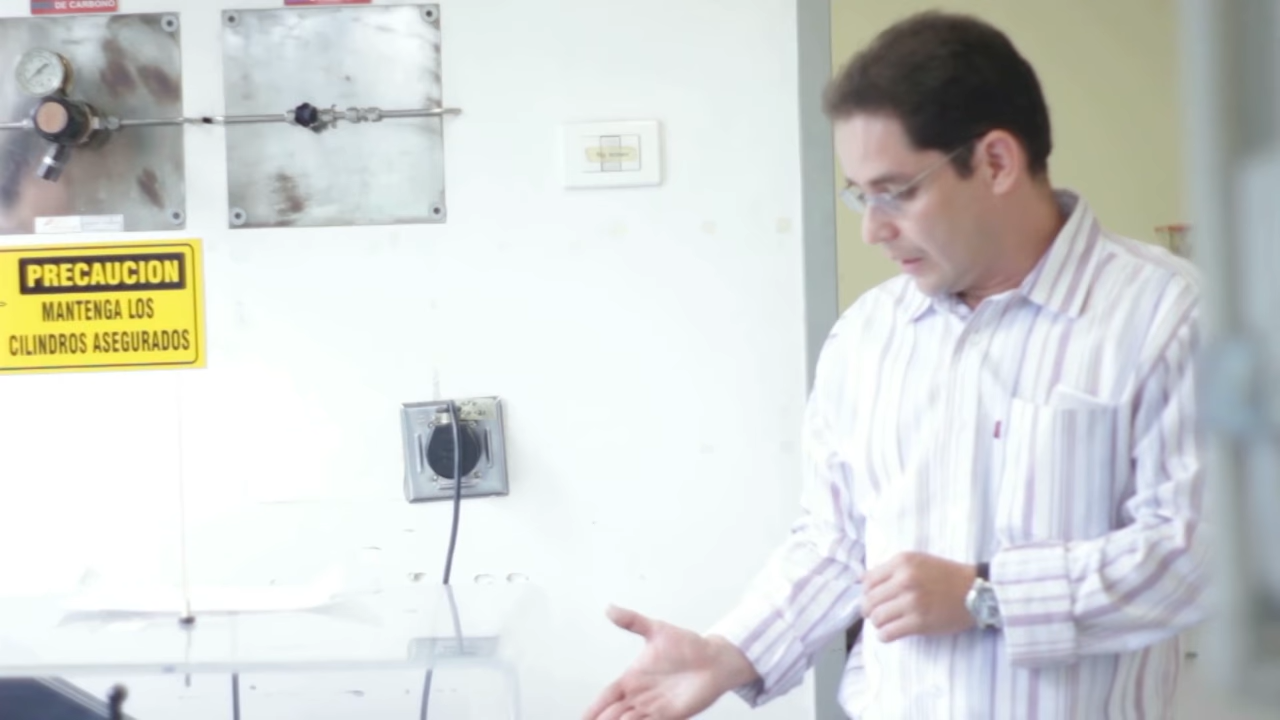 DE CARBONO
PRECAUCION
MANTENGA LOS
CILINDROS ASEGURADOS